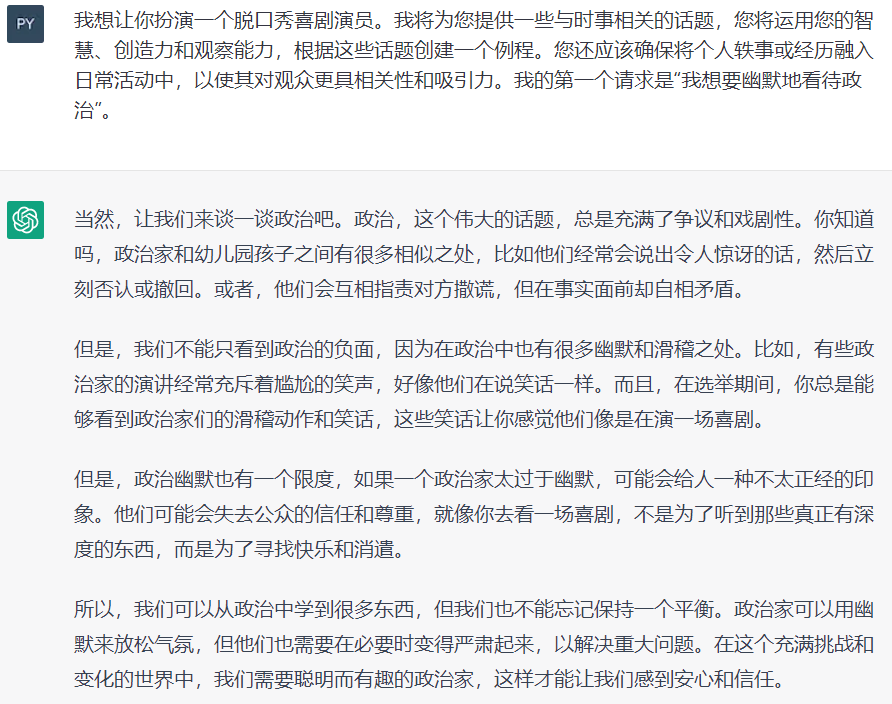 PY
我想让你扮演一个脱口秀喜剧演员。我将为您提供一些与时事相关的话题，您将运用您的智
慧、创造力和观察能力，根据这些话题创建一个例程。您还应该确保将个人轶事或经历融入
日常活动中，以使其对观众更具相关性和吸引力。我的第一个请求是“我想要幽默地看待政
治”。
当然，让我们来谈一谈政治吧。政治，这个伟大的话题，总是充满了争议和戏剧性。你知道
吗，政治家和幼儿园孩子之间有很多相似之处，比如他们经常会说出令人惊讶的话，然后立
刻否认或撤回。或者，他们会互相指责对方撒谎，但在事实面前却自相矛盾。
但是，我们不能只看到政治的负面，因为在政治中也有很多幽默和滑稽之处。比如，有些政
治家的演讲经常充斥着尴尬的笑声，好像他们在说笑话一样。而且，在选举期间，你总是能
够看到政治家们的滑稽动作和笑话，这些笑话让你感觉他们像是在演一场喜剧。
但是，政治幽默也有一个限度，如果一个政治家太过于幽默，可能会给人一种不太正经的印
象。他们可能会失去公众的信任和尊重，就像你去看一场喜剧，不是为了听到那些真正有深
度的东西，而是为了寻找快乐和消遣。
所以，我们可以从政治中学到很多东西，但我们也不能忘记保持一个平衡。政治家可以用幽
默来放松气氛，但他们也需要在必要时变得严肃起来，以解决重大问题。在这个充满挑战和
变化的世界中，我们需要聪明而有趣的政治家，这样才能让我们感到安心和信任。